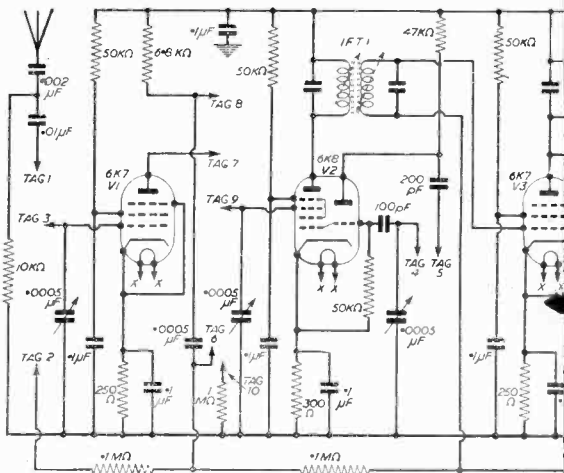 50KΩ
6·8KΩ
·1μF
50KΩ
IFT1
47KΩ
50KΩ
·002
μF
·01μF
TAG 8
TAG 1
TAG 7
6K7
V1
TAG 9
6K8
V2
200
pF
100pF
6K7
V3
TAG 3
TAG
4
TAG
5
10KΩ
X
X
X
X
X
X
·0005
μF
·0005
μF
TAG
6
·0005
μF
50KΩ
·0005
μF
TAG 2
·1μF
·1μF
·1μF
250
Ω
·1
μF
1
MΩ
TAG
10
300
Ω
·1
μF
250
Ω
·1
·1MΩ
·1MΩ